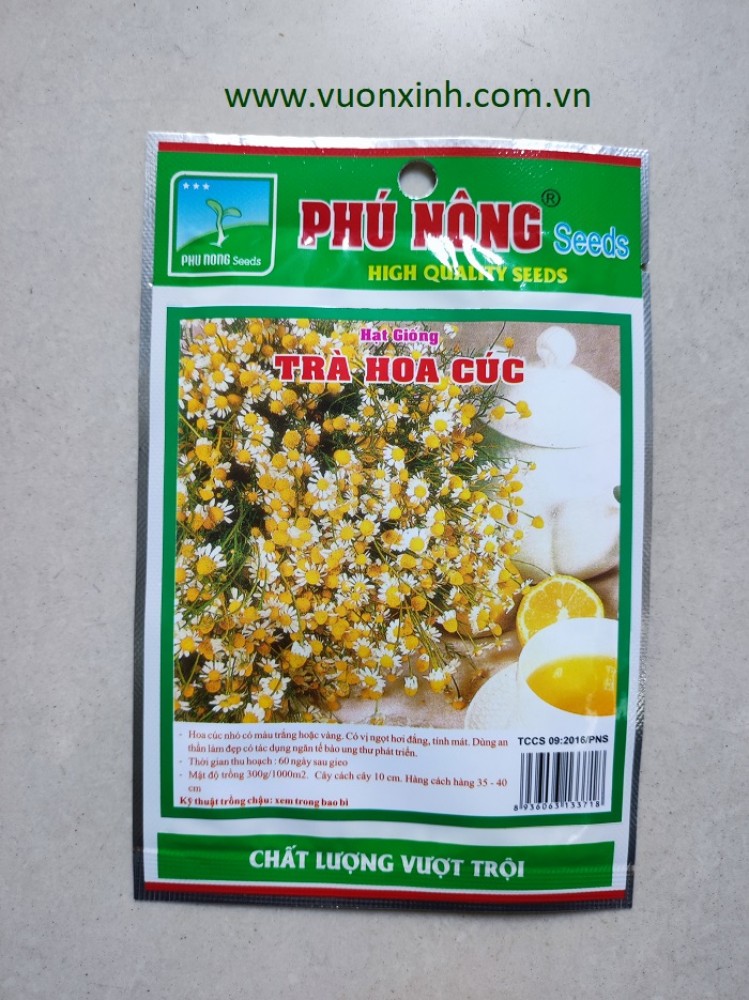 www.vuonxinh.com.vn
PHÚ NÔNG® Seeds
PHU NONG Seeds
HIGH QUALITY SEEDS
Hạt Giống
TRÀ HOA CÚC
- Hoa cúc nhỏ có màu trắng hoặc vàng. Có vị ngọt hơi đắng, tính mát. Dùng an
thần làm đẹp có tác dụng ngăn tế bào ung thư phát triển.
- Thời gian thu hoạch : 60 ngày sau gieo
- Mật độ trồng 300g/1000m2. Cây cách cây 10 cm. Hàng cách hàng 35 - 40
cm
Kỹ thuật trồng chậu: xem trong bao bì
TCCS 09:2016/PNS
8 936063 133718
CHẤT LƯỢNG VƯỢT TRỘI